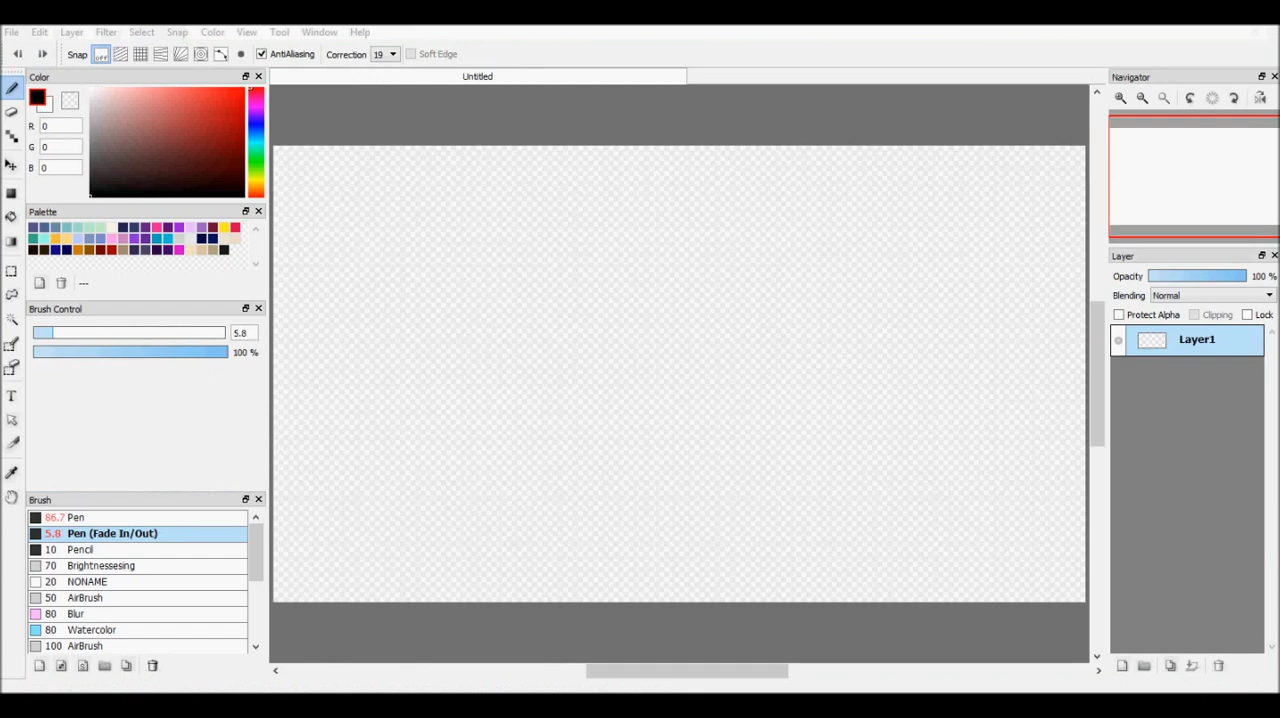 File Edit Layer Filter Select Snap Color View Tool Window Help
Snap off AntiAliasing Correction 19 Soft Edge
Color
R 0
G 0
B 0
Palette
---
Brush Control
5.8
100 %
Brush
86.7 Pen
5.8 Pen (Fade In/Out)
10 Pencil
70 Brightnessesing
20 NONAME
50 AirBrush
80 Blur
80 Watercolor
100 AirBrush
Untitled
Navigator
Layer
Opacity 100 %
Blending Normal
Protect Alpha Clipping Lock
Layer1